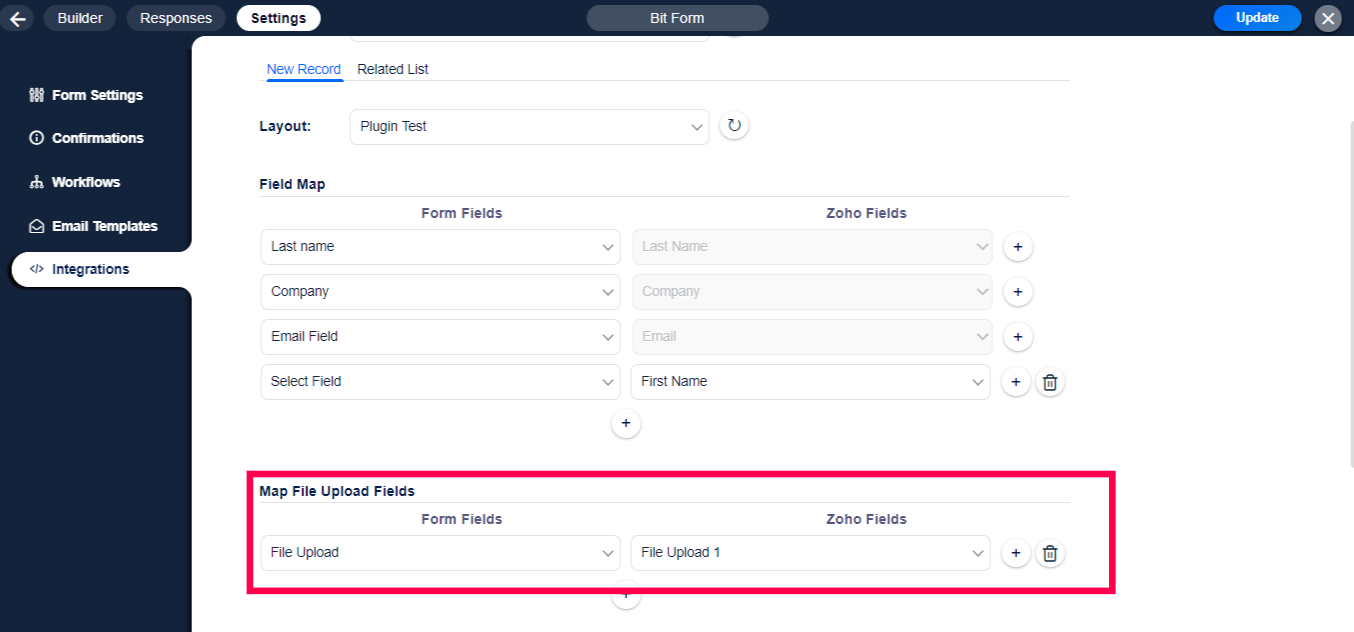 Builder Responses Settings Bit Form Update
New Record Related List
Form Settings
Layout: Plugin Test
Confirmations
Workflows
Field Map
Form Fields Zoho Fields
Email Templates
Last name Last Name
Integrations
Company Company
Email Field Email
Select Field First Name
Map File Upload Fields
Form Fields Zoho Fields
File Upload File Upload 1